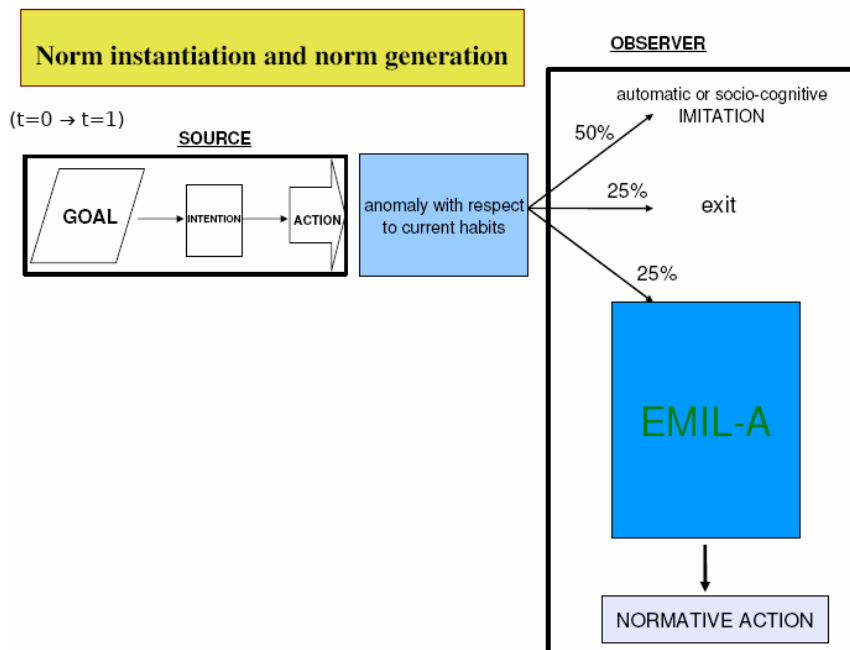 Norm instantiation and norm generation
OBSERVER
(t=0 → t=1)
SOURCE
GOAL
INTENTION
ACTION
anomaly with respect
to current habits
automatic or socio-cognitive
IMITATION
50%
25%
exit
25%
EMIL-A
NORMATIVE ACTION